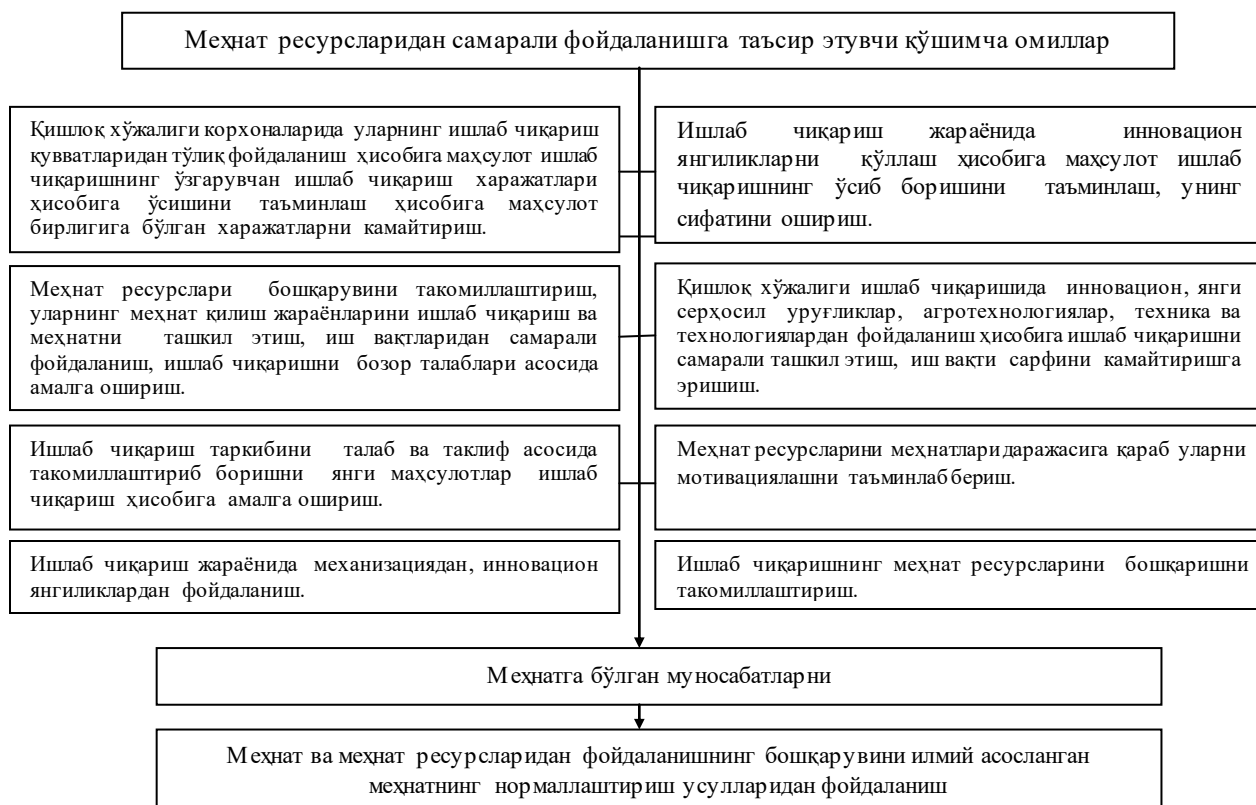 Меҳнат ресурсларидан самарали фойдаланишга таъсир этувчи қўшимча омиллар
Қишлоқ хўжалиги корхоналарида уларнинг ишлаб чиқариш
қувватларидан тўлиқ фойдаланиш ҳисобига маҳсулот ишлаб
чиқаришнинг ўзгарувчан ишлаб чиқариш харажатлари
ҳисобига ўсишини таъминлаш ҳисобига маҳсулот
бирлигига бўлган харажатларни камайтириш.
Ишлаб чиқариш жараёнида инновацион
янгиликларни қўллаш ҳисобига маҳсулот ишлаб
чиқаришнинг ўсиб боришини таъминлаш, унинг
сифатини ошириш.
Меҳнат ресурслари бошқарувини такомиллаштириш,
уларнинг меҳнат қилиш жараёнларини ишлаб чиқариш ва
меҳнатни ташкил этиш, иш вақтларидан самарали
фойдаланиш, ишлаб чиқаришни бозор талаблари асосида
амалга ошириш.
Қишлоқ хўжалиги ишлаб чиқаришида инновацион, янги
серҳосил уруғликлар, агротехнологиялар, техника ва
технологиялардан фойдаланиш ҳисобига ишлаб чиқаришни
самарали ташкил этиш, иш вақти сарфини камайтиришга
эришиш.
Ишлаб чиқариш таркибини талаб ва таклиф асосида
такомиллаштириб боришни янги маҳсулотлар ишлаб
чиқариш ҳисобига амалга ошириш.
Меҳнат ресурсларини меҳнатлари даражасига қараб уларни
мотивациялашни таъминлаб бериш.
Ишлаб чиқариш жараёнида механизациядан, инновацион
янгиликлардан фойдаланиш.
Ишлаб чиқаришнинг меҳнат ресурсларини бошқаришни
такомиллаштириш.
Меҳнатга бўлган муносабатларни
Меҳнат ва меҳнат ресурсларидан фойдаланишнинг бошқарувини илмий асосланган
меҳнатнинг нормаллаштириш усулларидан фойдаланиш